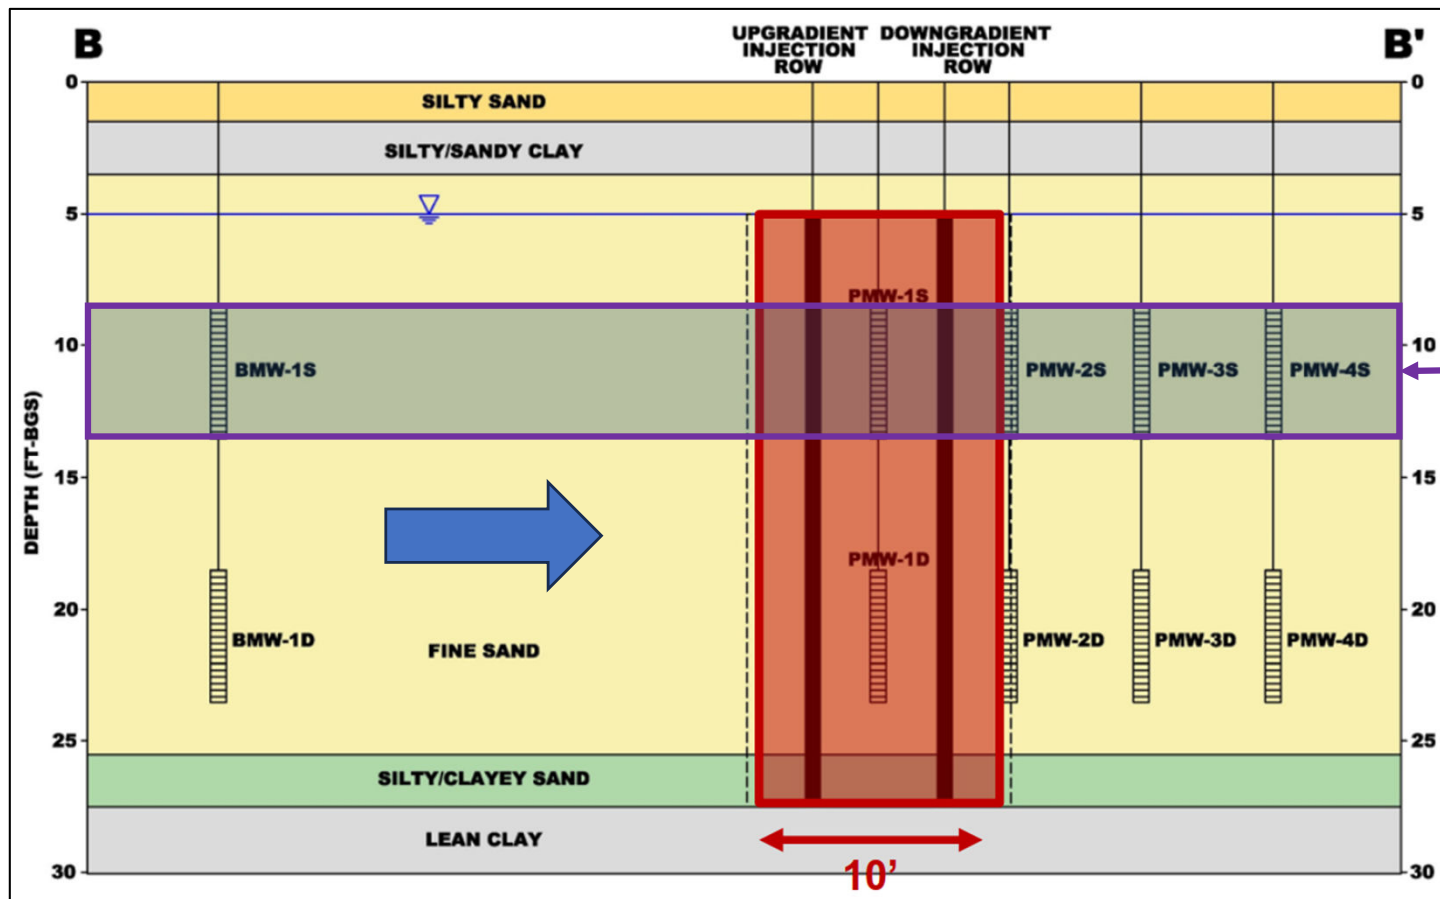 B
UPGRADIENT
INJECTION
ROW
DOWNGRADIENT
INJECTION
ROW
B'
0
0
SILTY SAND
SILTY/SANDY CLAY
5
5
PMW-1S
10
10
BMW-1S
PMW-2S
PMW-3S
PMW-4S
15
15
DEPTH (FT-BGS)
PMW-1D
20
20
BMW-1D
FINE SAND
PMW-2D
PMW-3D
PMW-4D
25
25
SILTY/CLAYEY SAND
LEAN CLAY
30
30
10’